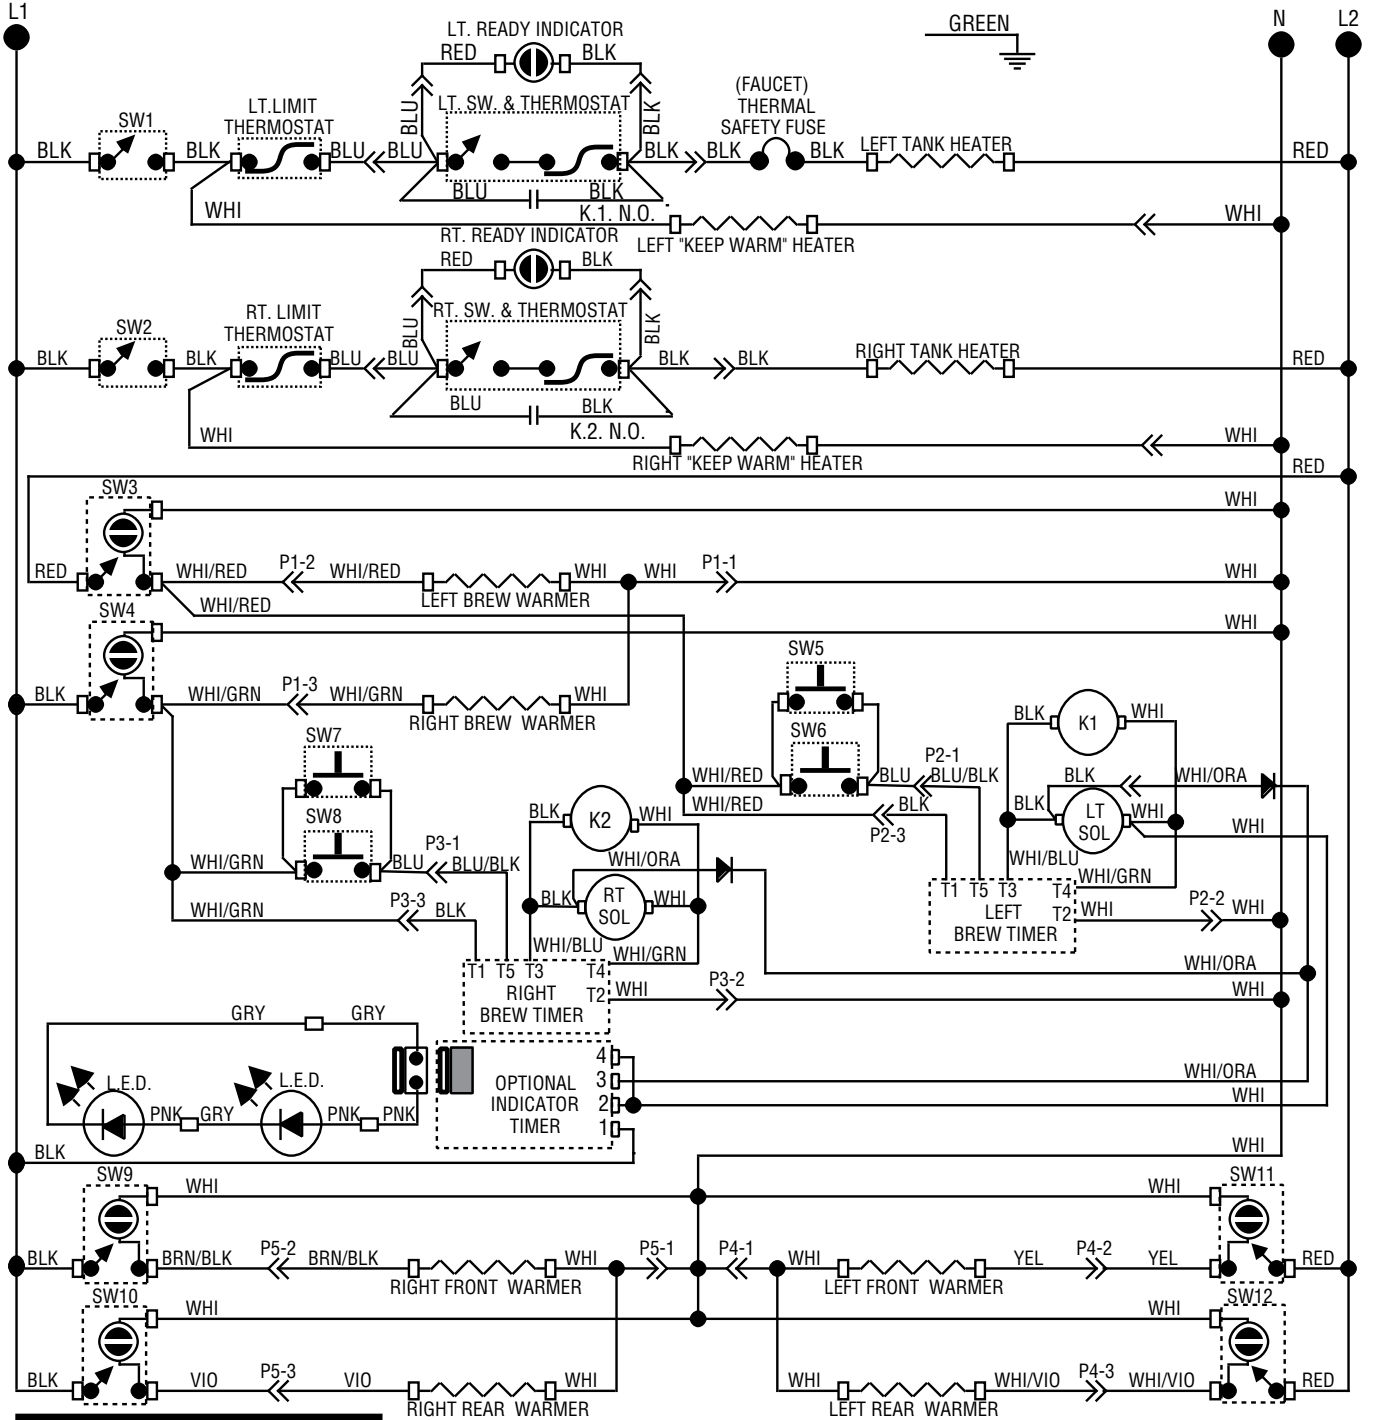 L1
N
L2
GREEN
LT. READY INDICATOR
RED
BLK
BLU
LT. SW. & THERMOSTAT
BLK
(FAUCET)
THERMAL
SAFETY FUSE
SW1
LT.LIMIT
THERMOSTAT
BLK
BLK
BLU
BLU
BLK
BLK
BLK
LEFT TANK HEATER
RED
BLU
BLK
K.1. N.O.
WHI
LEFT "KEEP WARM" HEATER
WHI
RT. READY INDICATOR
RED
BLK
BLU
RT. SW. & THERMOSTAT
BLK
SW2
RT. LIMIT
THERMOSTAT
BLK
BLK
BLU
BLU
BLK
BLK
RIGHT TANK HEATER
RED
BLU
BLK
K.2. N.O.
WHI
RIGHT "KEEP WARM" HEATER
WHI
RED
SW3
WHI
RED
WHI/RED
P1-2
WHI/RED
LEFT BREW WARMER
WHI
WHI
P1-1
WHI
WHI/RED
SW4
WHI
BLK
WHI/GRN
P1-3
WHI/GRN
RIGHT BREW WARMER
WHI
SW5
SW6
WHI/RED
BLU
P2-1
BLU/BLK
WHI/RED
P2-3
BLK
BLK
K1
WHI
BLK
WHI/ORA
BLK
LT
SOL
WHI
WHI
WHI/BLU
WHI/GRN
T1
T5
T3
T4
LEFT
BREW TIMER
T2
WHI
P2-2
WHI
SW7
SW8
WHI/GRN
BLU
P3-1
BLU/BLK
WHI/GRN
P3-3
BLK
BLK
K2
WHI
WHI/ORA
BLK
RT
SOL
WHI
WHI/BLU
WHI/GRN
WHI/ORA
T1
T5
T3
T4
RIGHT
BREW TIMER
T2
WHI
P3-2
WHI
GRY
GRY
L.E.D.
L.E.D.
PNK
GRY
PNK
PNK
OPTIONAL
INDICATOR
TIMER
4
3
2
1
WHI/ORA
WHI
BLK
WHI
SW9
WHI
WHI
SW11
BLK
BRN/BLK
P5-2
BRN/BLK
RIGHT FRONT WARMER
WHI
P5-1
P4-1
WHI
LEFT FRONT WARMER
YEL
P4-2
YEL
RED
SW10
WHI
WHI
SW12
BLK
VIO
P5-3
VIO
RIGHT REAR WARMER
WHI
WHI
LEFT REAR WARMER
WHI/VIO
P4-3
WHI/VIO
RED